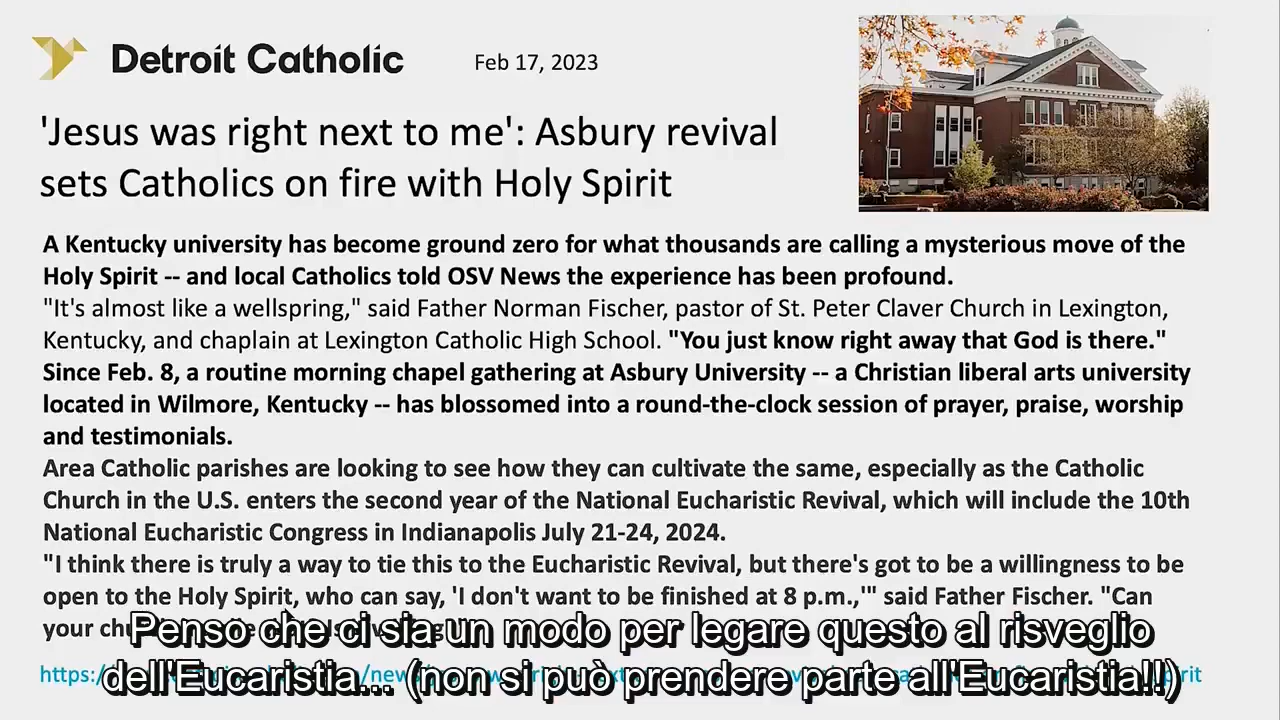 Detroit Catholic
Feb 17, 2023
'Jesus was right next to me': Asbury revival
sets Catholics on fire with Holy Spirit
A Kentucky university has become ground zero for what thousands are calling a mysterious move of the
Holy Spirit -- and local Catholics told OSV News the experience has been profound.
"It's almost like a wellspring," said Father Norman Fischer, pastor of St. Peter Claver Church in Lexington,
Kentucky, and chaplain at Lexington Catholic High School. "You just know right away that God is there."
Since Feb. 8, a routine morning chapel gathering at Asbury University -- a Christian liberal arts university
located in Wilmore, Kentucky -- has blossomed into a round-the-clock session of prayer, praise, worship
and testimonials.
Area Catholic parishes are looking to see how they can cultivate the same, especially as the Catholic
Church in the U.S. enters the second year of the National Eucharistic Revival, which will include the 10th
National Eucharistic Congress in Indianapolis July 21-24, 2024.
"I think there is truly a way to tie this to the Eucharistic Revival, but there's got to be a willingness to be
open to the Holy Spirit, who can say, 'I don't want to be finished at 8 p.m.,'" said Father Fischer. "Can
your
Penso che ci sia un modo per legare questo al risveglio
dell'Eucaristia... (non si può prendere parte all'Eucaristia!!)